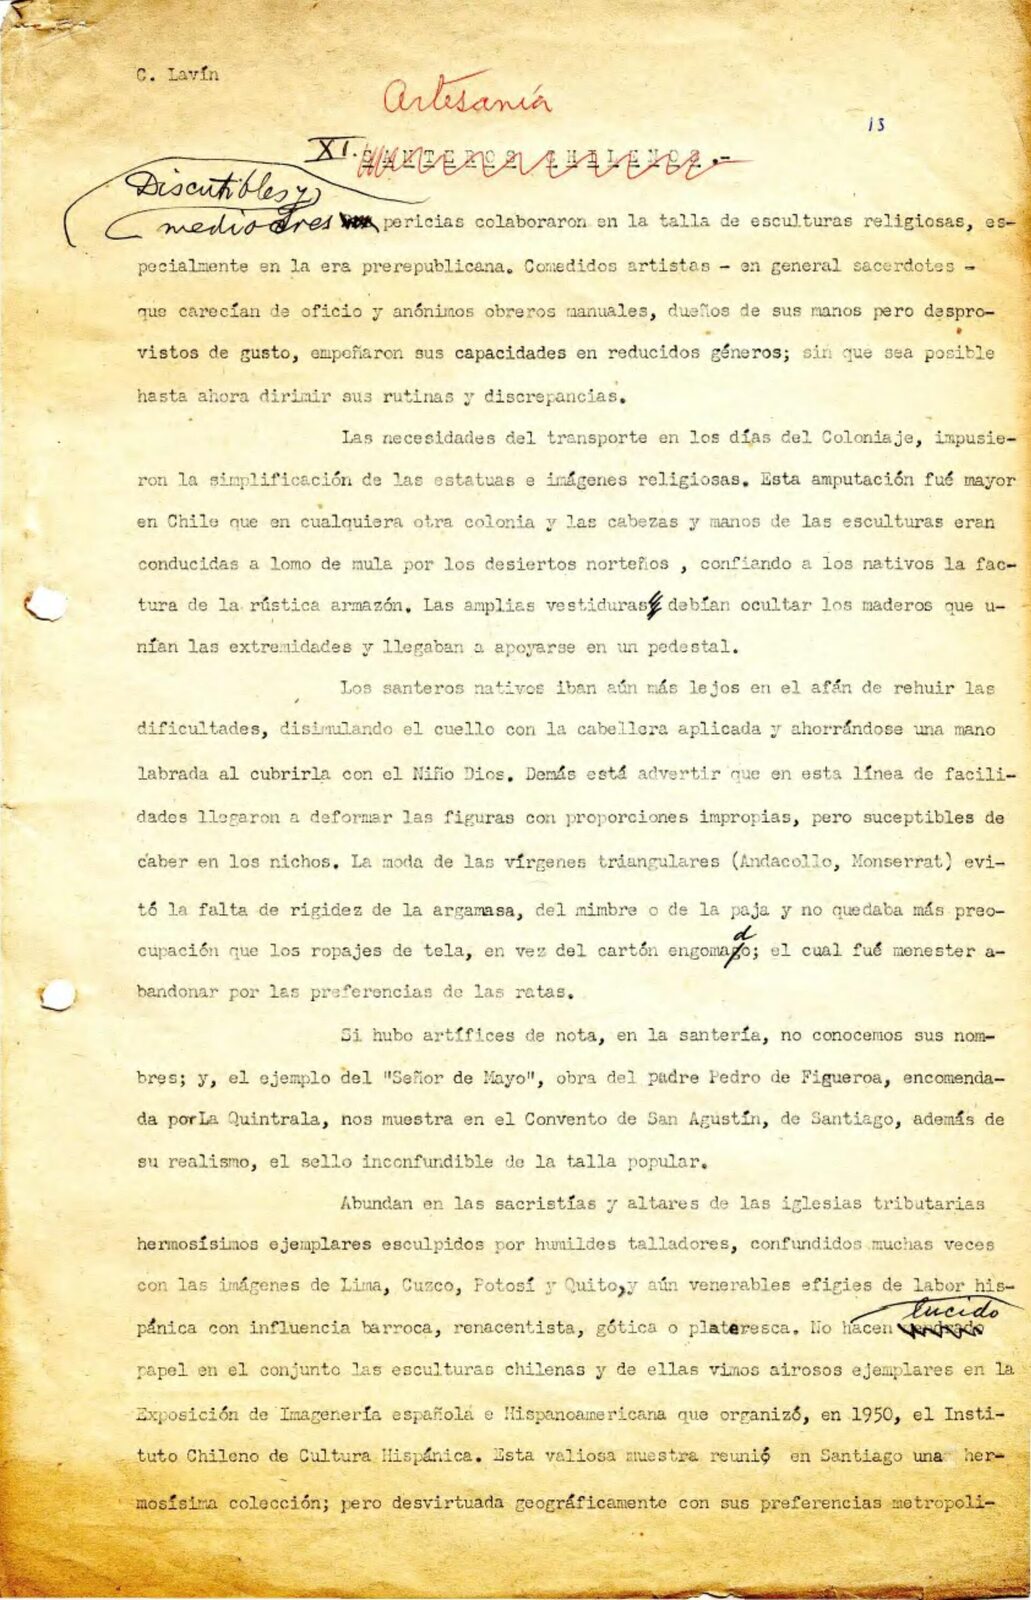 C. Lavín
Artesanía
13
XI. SANTEROS CHILENOS.-
Discutibles y
mediocres pericias colaboraron en la talla de esculturas religiosas, es-
pecialmente en la era prerepublicana. Comedidos artistas - en general sacerdotes -
que carecían de oficio y anónimos obreros manuales, dueños de sus manos pero despro-
vistos de gusto, empeñaron sus capacidades en reducidos géneros; sin que sea posible
hasta ahora dirimir sus rutinas y discrepancias.
Las necesidades del transporte en los días del Coloniaje, impusie-
ron la simplificación de las estatuas e imágenes religiosas. Esta amputación fué mayor
en Chile que en cualquiera otra colonia y las cabezas y manos de las esculturas eran
conducidas a lomo de mula por los desiertos norteños , confiando a los nativos la fac-
tura de la rústica armazón. Las amplias vestiduras debían ocultar los maderos que u-
nían las extremidades y llegaban a apoyarse en un pedestal.
Los santeros nativos iban aún más lejos en el afán de rehuir las
dificultades, disimulando el cuello con la cabellera aplicada y ahorrándose una mano
labrada al cubrirla con el Niño Dios. Demás está advertir que en esta línea de facili-
dades llegaron a deformar las figuras con proporciones impropias, pero suceptibles de
caber en los nichos. La moda de las vírgenes triangulares (Andacollo, Monserrat) evi-
tó la falta de rigidez de la argamasa, del mimbre o de la paja y no quedaba más preo-
cupación que los ropajes de tela, en vez del cartón engomado; el cual fué menester a-
bandonar por las preferencias de las ratas.
Si hubo artífices de nota, en la santería, no conocemos sus nom-
bres; y, el ejemplo del "Señor de Mayo", obra del padre Pedro de Figueroa, encomenda-
da porLa Quintrala, nos muestra en el Convento de San Agustín, de Santiago, además de
su realismo, el sello inconfundible de la talla popular.
Abundan en las sacristías y altares de las iglesias tributarias
hermosísimos ejemplares esculpidos por humildes talladores, confundidos muchas veces
con las imágenes de Lima, Cuzco, Potosí y Quito,y aún venerables efigies de labor his-
pánica con influencia barroca, renacentista, gótica o plateresca. No hacen lucido
papel en el conjunto las esculturas chilenas y de ellas vimos airosos ejemplares en la
Exposición de Imagenería española e Hispanoamericana que organizó, en 1950, el Insti-
tuto Chileno de Cultura Hispánica. Esta valiosa muestra reunió en Santiago una her-
mosísima colección; pero desvirtuada geográficamente con sus preferencias metropoli-